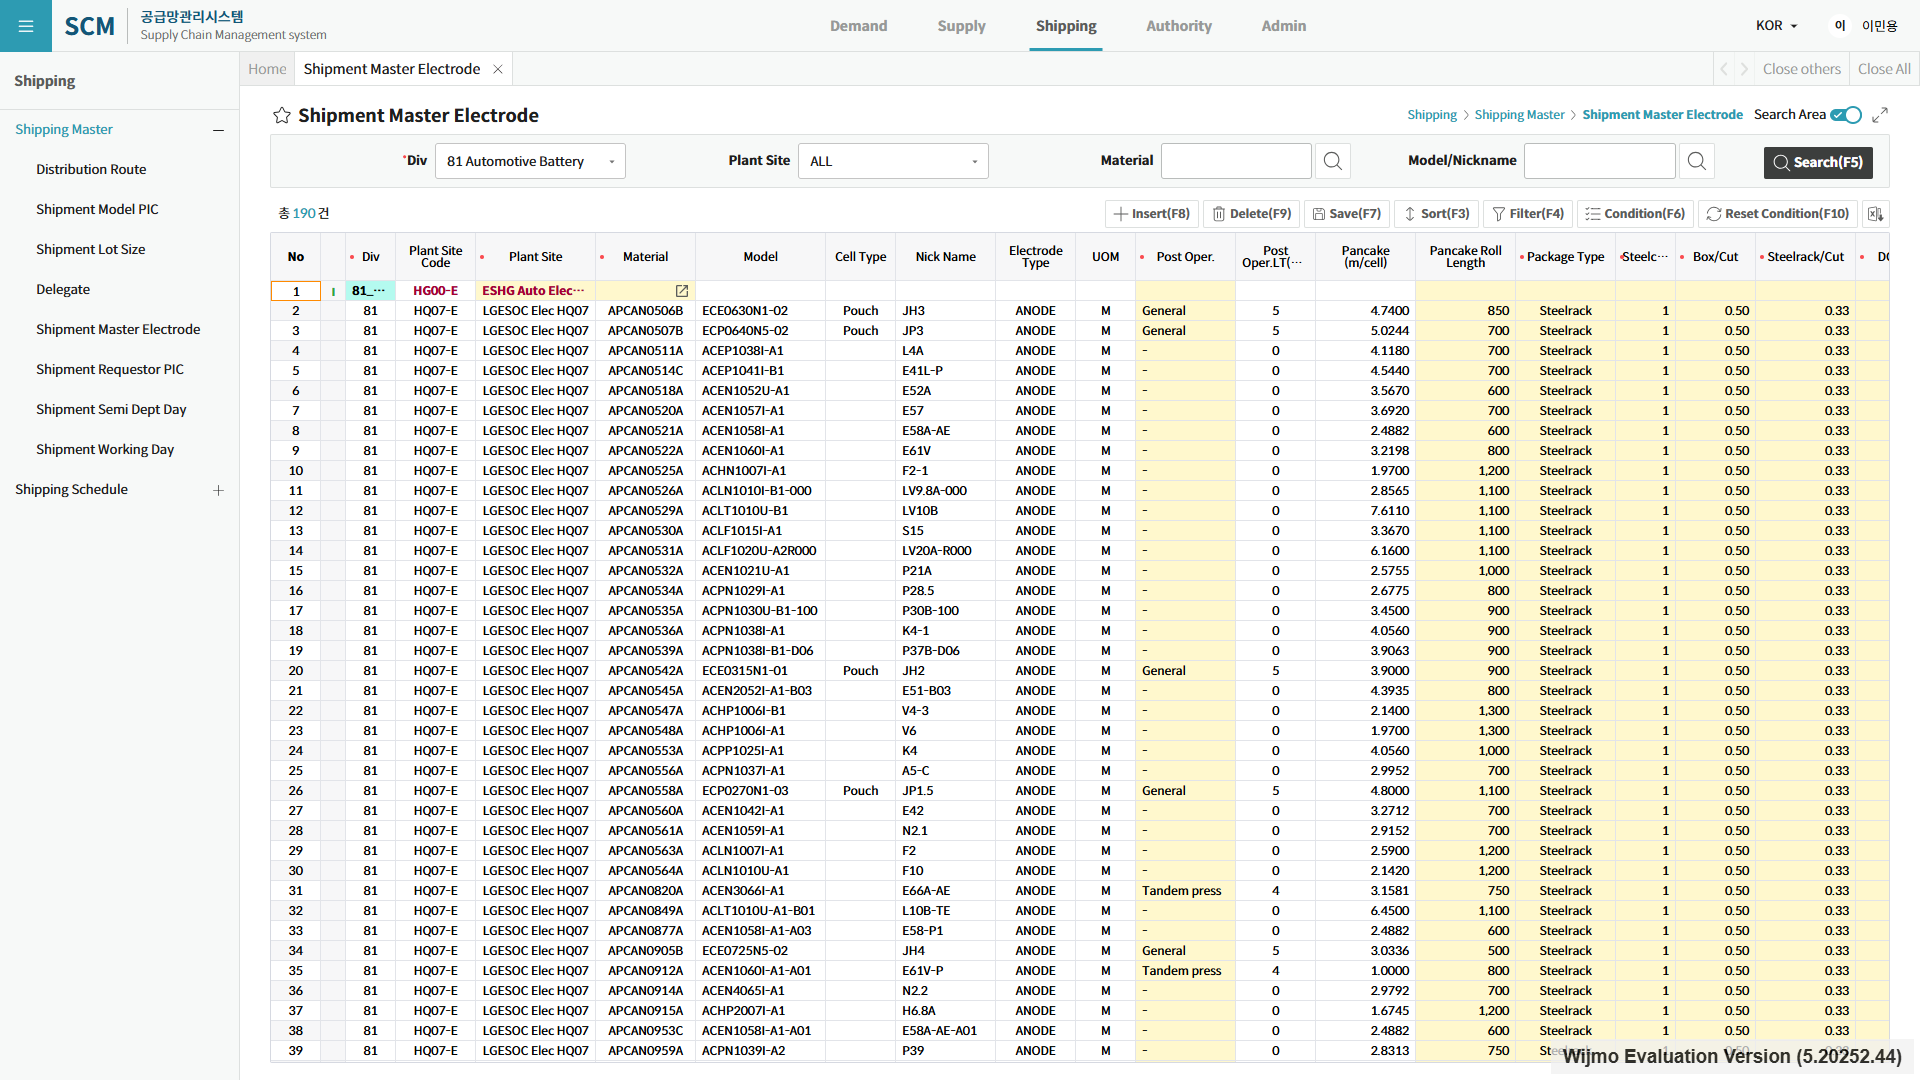 SCM 공급망관리시스템
Supply Chain Management system
Demand Supply Shipping Authority Admin
KOR 이 이민용
Shipping
Home Shipment Master Electrode
Close others Close All
Shipping Master
Distribution Route
Shipment Model PIC
Shipment Lot Size
Delegate
Shipment Master Electrode
Shipment Requestor PIC
Shipment Semi Dept Day
Shipment Working Day
Shipping Schedule
Shipment Master Electrode
Shipping > Shipping Master > Shipment Master Electrode Search Area
*Div 81 Automotive Battery Plant Site ALL Material Model/Nickname Search(F5)
총 190 건
Insert(F8) Delete(F9) Save(F7) Sort(F3) Filter(F4) Condition(F6) Reset Condition(F10)
No Div Plant Site Code Plant Site Material Model Cell Type Nick Name Electrode Type UOM Post Oper. Post Oper.LT(··· Pancake (m/cell) Pancake Roll Length Package Type Steelc··· Box/Cut Steelrack/Cut
1 I 81_··· HG00-E ESHG Auto Elec···
2 81 HQ07-E LGESOC Elec HQ07 APCAN0506B ECE0630N1-02 Pouch JH3 ANODE M General 5 4.7400 850 Steelrack 1 0.50 0.33
3 81 HQ07-E LGESOC Elec HQ07 APCAN0507B ECP0640N5-02 Pouch JP3 ANODE M General 5 5.0244 700 Steelrack 1 0.50 0.33
4 81 HQ07-E LGESOC Elec HQ07 APCAN0511A ACEP1038I-A1 L4A ANODE M - 0 4.1180 700 Steelrack 1 0.50 0.33
5 81 HQ07-E LGESOC Elec HQ07 APCAN0514C ACEP1041I-B1 E41L-P ANODE M - 0 4.5440 700 Steelrack 1 0.50 0.33
6 81 HQ07-E LGESOC Elec HQ07 APCAN0518A ACEN1052U-A1 E52A ANODE M - 0 3.5670 600 Steelrack 1 0.50 0.33
7 81 HQ07-E LGESOC Elec HQ07 APCAN0520A ACEN1057I-A1 E57 ANODE M - 0 3.6920 700 Steelrack 1 0.50 0.33
8 81 HQ07-E LGESOC Elec HQ07 APCAN0521A ACEN1058I-A1 E58A-AE ANODE M - 0 2.4882 600 Steelrack 1 0.50 0.33
9 81 HQ07-E LGESOC Elec HQ07 APCAN0522A ACEN1060I-A1 E61V ANODE M - 0 3.2198 800 Steelrack 1 0.50 0.33
10 81 HQ07-E LGESOC Elec HQ07 APCAN0525A ACHN1007I-A1 F2-1 ANODE M - 0 1.9700 1,200 Steelrack 1 0.50 0.33
11 81 HQ07-E LGESOC Elec HQ07 APCAN0526A ACLN1010I-B1-000 LV9.8A-000 ANODE M - 0 2.8565 1,100 Steelrack 1 0.50 0.33
12 81 HQ07-E LGESOC Elec HQ07 APCAN0529A ACLT1010U-B1 LV10B ANODE M - 0 7.6110 1,100 Steelrack 1 0.50 0.33
13 81 HQ07-E LGESOC Elec HQ07 APCAN0530A ACLF1015I-A1 S15 ANODE M - 0 3.3670 1,100 Steelrack 1 0.50 0.33
14 81 HQ07-E LGESOC Elec HQ07 APCAN0531A ACLF1020U-A2R000 LV20A-R000 ANODE M - 0 6.1600 1,100 Steelrack 1 0.50 0.33
15 81 HQ07-E LGESOC Elec HQ07 APCAN0532A ACEN1021U-A1 P21A ANODE M - 0 2.5755 1,000 Steelrack 1 0.50 0.33
16 81 HQ07-E LGESOC Elec HQ07 APCAN0534A ACPN1029I-A1 P28.5 ANODE M - 0 2.6775 800 Steelrack 1 0.50 0.33
17 81 HQ07-E LGESOC Elec HQ07 APCAN0535A ACPN1030U-B1-100 P30B-100 ANODE M - 0 3.4500 900 Steelrack 1 0.50 0.33
18 81 HQ07-E LGESOC Elec HQ07 APCAN0536A ACPN1038I-A1 K4-1 ANODE M - 0 4.0560 900 Steelrack 1 0.50 0.33
19 81 HQ07-E LGESOC Elec HQ07 APCAN0539A ACPN1038I-B1-D06 P37B-D06 ANODE M - 0 3.9063 900 Steelrack 1 0.50 0.33
20 81 HQ07-E LGESOC Elec HQ07 APCAN0542A ECE0315N1-01 Pouch JH2 ANODE M General 5 3.9000 900 Steelrack 1 0.50 0.33
21 81 HQ07-E LGESOC Elec HQ07 APCAN0545A ACEN2052I-A1-B03 E51-B03 ANODE M - 0 4.3935 800 Steelrack 1 0.50 0.33
22 81 HQ07-E LGESOC Elec HQ07 APCAN0547A ACHP1006I-B1 V4-3 ANODE M - 0 2.1400 1,300 Steelrack 1 0.50 0.33
23 81 HQ07-E LGESOC Elec HQ07 APCAN0548A ACHP1006I-A1 V6 ANODE M - 0 1.9700 1,300 Steelrack 1 0.50 0.33
24 81 HQ07-E LGESOC Elec HQ07 APCAN0553A ACPP1025I-A1 K4 ANODE M - 0 4.0560 1,000 Steelrack 1 0.50 0.33
25 81 HQ07-E LGESOC Elec HQ07 APCAN0556A ACPN1037I-A1 A5-C ANODE M - 0 2.9952 700 Steelrack 1 0.50 0.33
26 81 HQ07-E LGESOC Elec HQ07 APCAN0558A ECP0270N1-03 Pouch JP1.5 ANODE M General 5 4.8000 1,100 Steelrack 1 0.50 0.33
27 81 HQ07-E LGESOC Elec HQ07 APCAN0560A ACEN1042I-A1 E42 ANODE M - 0 3.2712 700 Steelrack 1 0.50 0.33
28 81 HQ07-E LGESOC Elec HQ07 APCAN0561A ACEN1059I-A1 N2.1 ANODE M - 0 2.9152 700 Steelrack 1 0.50 0.33
29 81 HQ07-E LGESOC Elec HQ07 APCAN0563A ACLN1007I-A1 F2 ANODE M - 0 2.5900 1,200 Steelrack 1 0.50 0.33
30 81 HQ07-E LGESOC Elec HQ07 APCAN0564A ACLN1010U-A1 F10 ANODE M - 0 2.1420 1,200 Steelrack 1 0.50 0.33
31 81 HQ07-E LGESOC Elec HQ07 APCAN0820A ACEN3066I-A1 E66A-AE ANODE M Tandem press 4 3.1581 750 Steelrack 1 0.50 0.33
32 81 HQ07-E LGESOC Elec HQ07 APCAN0849A ACLT1010U-A1-B01 L10B-TE ANODE M - 0 6.4500 1,100 Steelrack 1 0.50 0.33
33 81 HQ07-E LGESOC Elec HQ07 APCAN0877A ACEN1058I-A1-A03 E58-P1 ANODE M - 0 2.4882 600 Steelrack 1 0.50 0.33
34 81 HQ07-E LGESOC Elec HQ07 APCAN0905B ECE0725N5-02 JH4 ANODE M General 5 3.0336 500 Steelrack 1 0.50 0.33
35 81 HQ07-E LGESOC Elec HQ07 APCAN0912A ACEN1060I-A1-A01 E61V-P ANODE M Tandem press 4 1.0000 800 Steelrack 1 0.50 0.33
36 81 HQ07-E LGESOC Elec HQ07 APCAN0914A ACEN4065I-A1 N2.2 ANODE M - 0 2.9792 700 Steelrack 1 0.50 0.33
37 81 HQ07-E LGESOC Elec HQ07 APCAN0915A ACHP2007I-A1 H6.8A ANODE M - 0 1.6745 1,200 Steelrack 1 0.50 0.33
38 81 HQ07-E LGESOC Elec HQ07 APCAN0953C ACEN1058I-A1-A01 E58A-AE-A01 ANODE M - 0 2.4882 600 Steelrack 1 0.50 0.33
39 81 HQ07-E LGESOC Elec HQ07 APCAN0959A ACPN1039I-A2 P39 ANODE M - 0 2.8313 750
Wijmo Evaluation Version (5.20252.44)